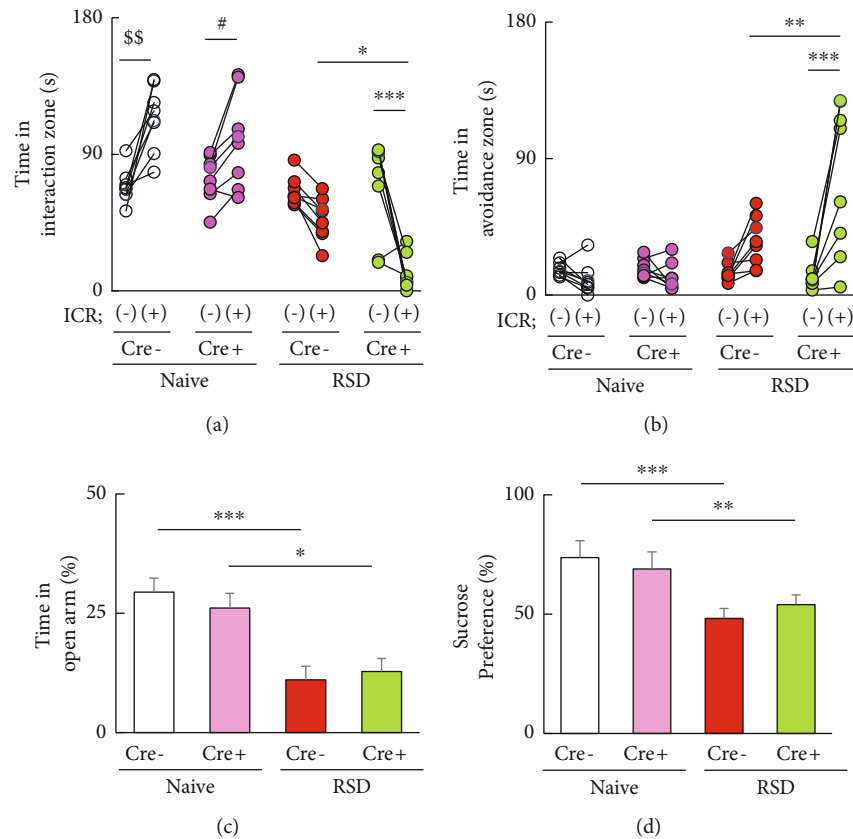 180
90
0
Time in
interaction zone (s)
$$
#
*
***
ICR; (-) (+) (-) (+) (-) (+) (-) (+)
Cre- Cre+ Cre- Cre+
Naive RSD
(a)
180
90
0
Time in
avoidance zone (s)
**
***
ICR; (-) (+) (-) (+) (-) (+) (-) (+)
Cre- Cre+ Cre- Cre+
Naive RSD
(b)
50
25
0
Time in
open arm (%)
***
*
Cre- Cre+ Cre- Cre+
Naive RSD
(c)
100
50
0
Sucrose
Preference (%)
***
**
Cre- Cre+ Cre- Cre+
Naive RSD
(d)